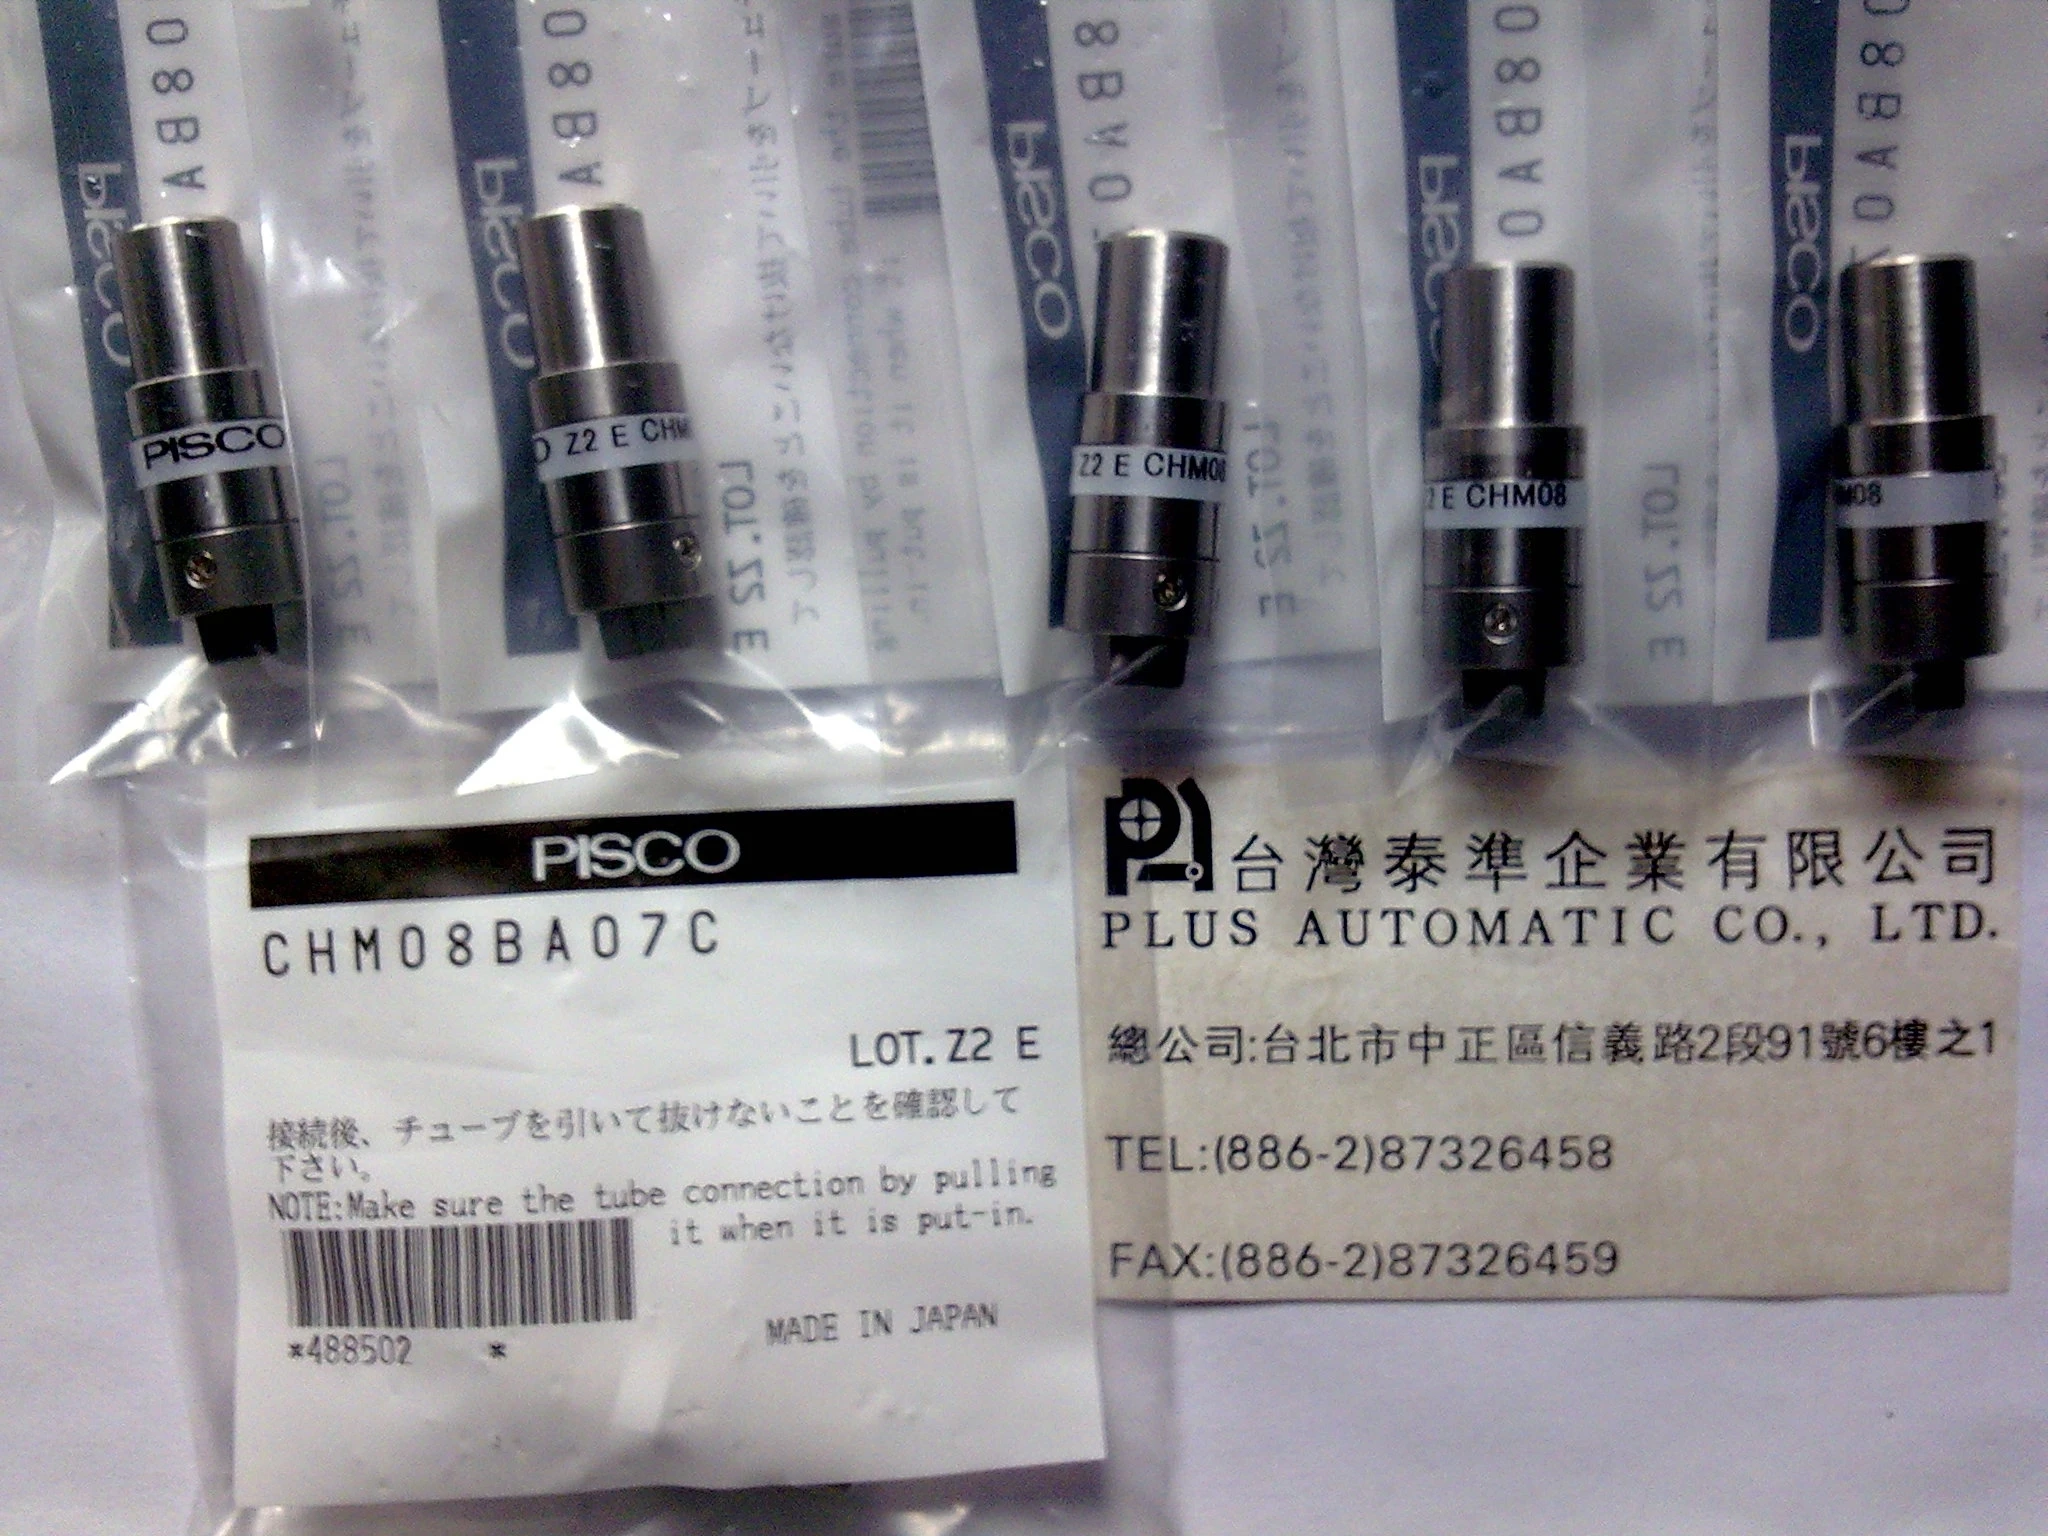 PISCO
Z2 E CHM
Z2 E CHM08
2 E CHM08
M08
PISCO
CHM08BA07C
LOT.Z2 E
接続後、チューブを引いて抜けないことを確認して
下さい。
NOTE:Make sure the tube connection by pulling
it when it is put-in.
*488502 *
MADE IN JAPAN
台灣泰準企業有限公司
PLUS AUTOMATIC CO., LTD.
總公司:台北市中正區信義路2段91號6樓之1
TEL:(886-2)87326458
FAX:(886-2)87326459